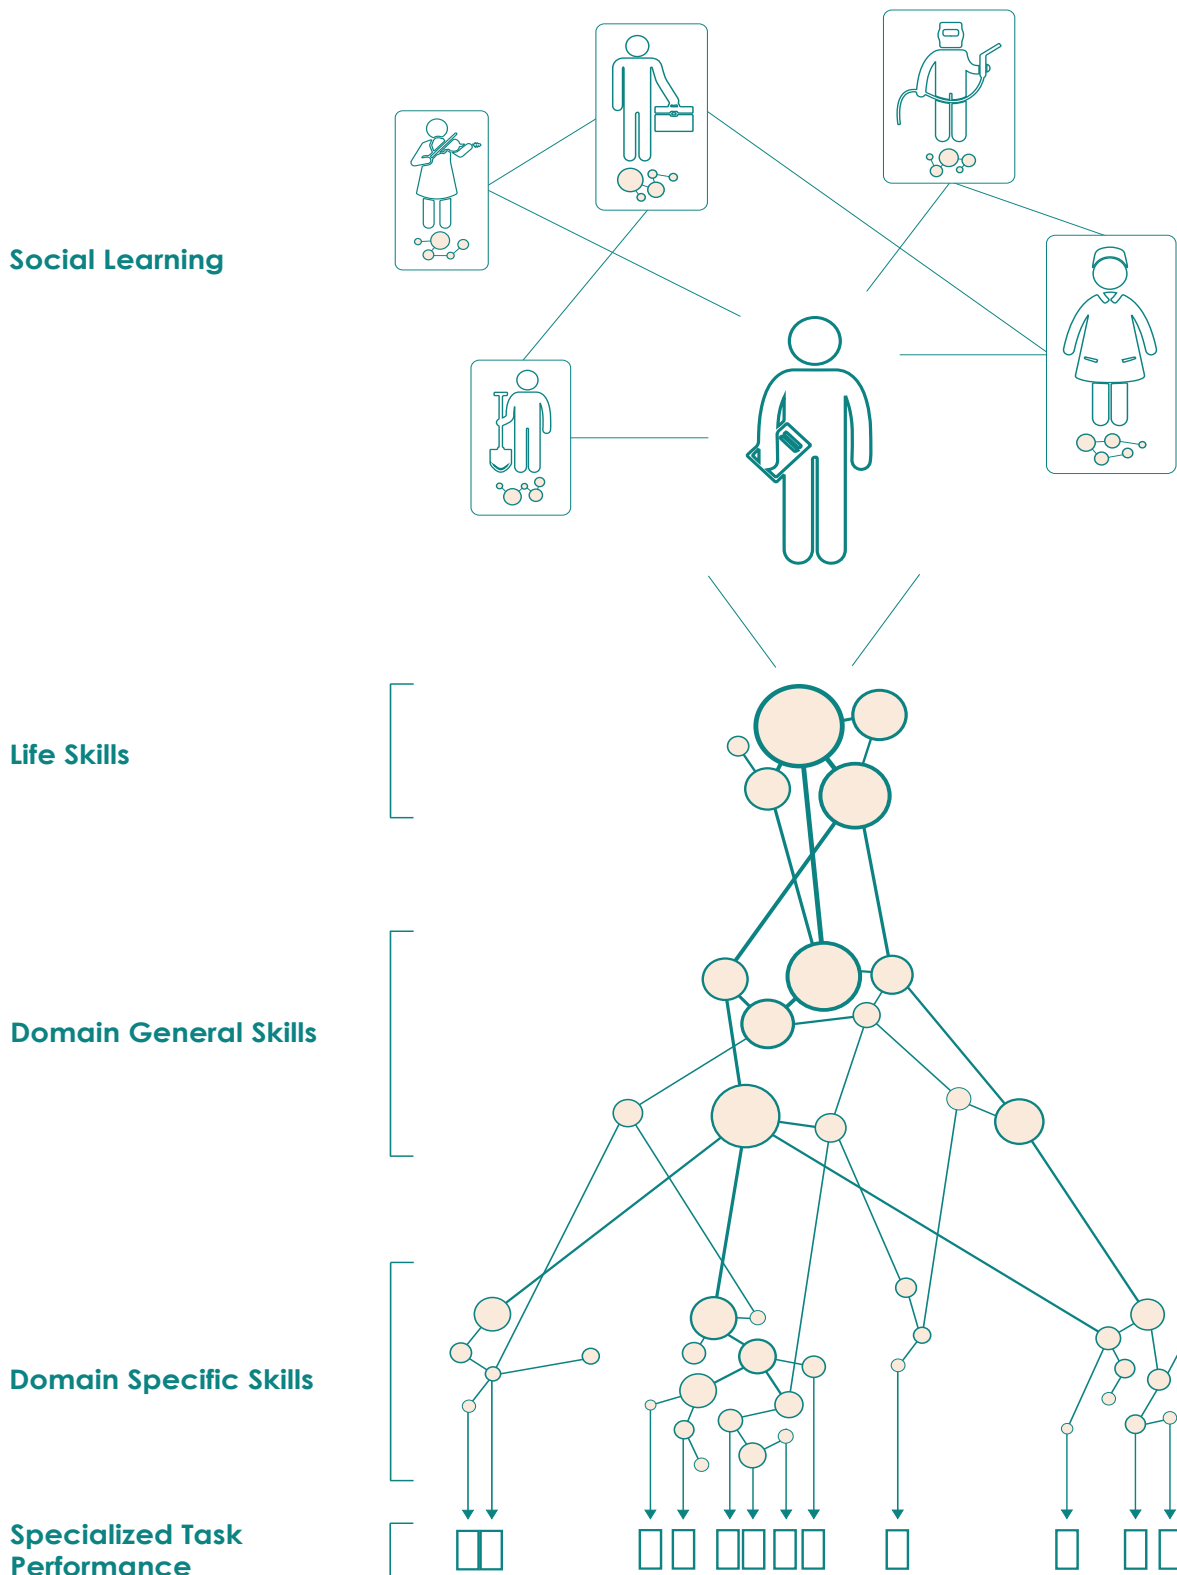 Social Learning
Life Skills
Domain General Skills
Domain Specific Skills
Specialized Task
Performance